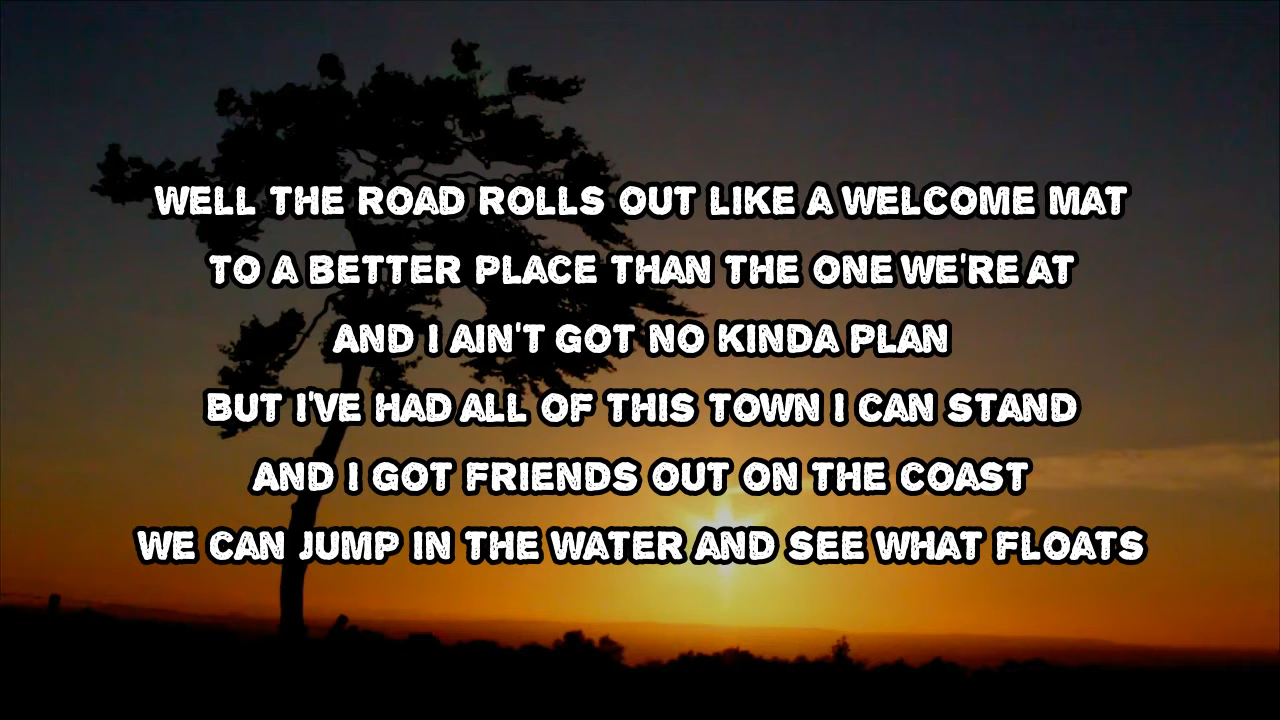 WELL THE ROAD ROLLS OUT LIKE A WELCOME MAT
TO A BETTER PLACE THAN THE ONE WE'RE AT
AND I AIN'T GOT NO KINDA PLAN
BUT I'VE HAD ALL OF THIS TOWN I CAN STAND
AND I GOT FRIENDS OUT ON THE COAST
WE CAN JUMP IN THE WATER AND SEE WHAT FLOATS